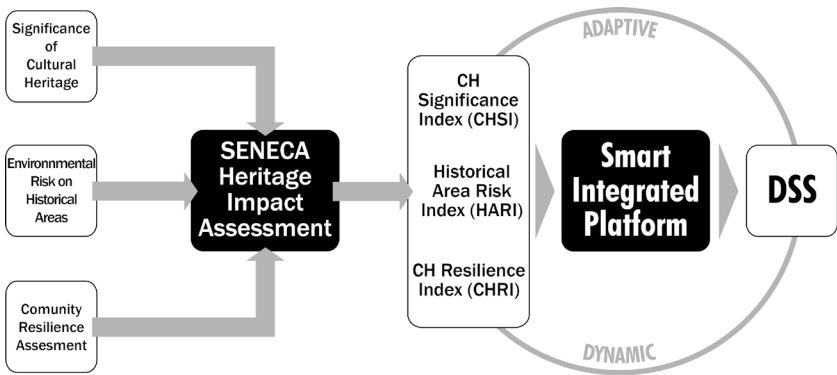 Significance
of
Cultural
Heritage
Environmental
Risk on
Historical
Areas
Comunity
Resilience
Assesment
SENECA
Heritage
Impact
Assessment
CH
Significance
Index (CHSI)
Historical
Area Risk
Index (HARI)
CH Resilience
Index (CHRI)
ADAPTIVE
Smart
Integrated
Platform
DYNAMIC
DSS